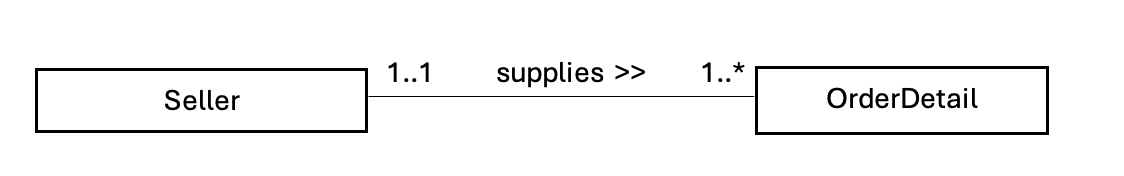 1..1 supplies >> 1..*
Seller OrderDetail